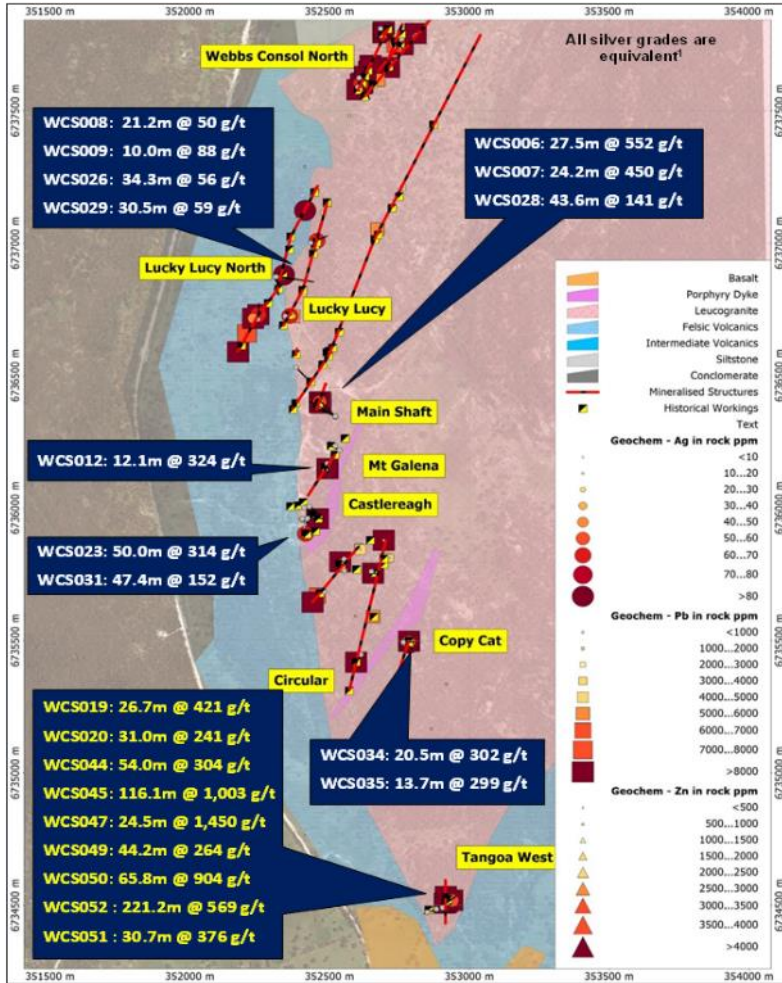 351500 m
352000 m
352500 m
353000 m
353500 m
354000 m
Webbs Consol North
All silver grades are
equivalent¹
6737500 m
6737500 m
WCS008: 21.2m @ 50 g/t
WCS009: 10.0m @ 88 g/t
WCS026: 34.3m @ 56 g/t
WCS029: 30.5m @ 59 g/t
WCS006: 27.5m @ 552 g/t
WCS007: 24.2m @ 450 g/t
WCS028: 43.6m @ 141 g/t
6737000 m
6737000 m
Lucky Lucy North
Lucky Lucy
6736500 m
6736500 m
Main Shaft
WCS012: 12.1m @ 324 g/t
Mt Galena
6736000 m
6736000 m
Castlereagh
WCS023: 50.0m @ 314 g/t
WCS031: 47.4m @ 152 g/t
6735500 m
6735500 m
Copy Cat
Circular
WCS034: 20.5m @ 302 g/t
WCS035: 13.7m @ 299 g/t
WCS019: 26.7m @ 421 g/t
WCS020: 31.0m @ 241 g/t
WCS044: 54.0m @ 304 g/t
WCS045: 116.1m @ 1,003 g/t
WCS047: 24.5m @ 1,450 g/t
WCS049: 44.2m @ 264 g/t
WCS050: 65.8m @ 904 g/t
WCS052: 221.2m @ 569 g/t
WCS051: 30.7m @ 376 g/t
6735000 m
6735000 m
Tangoa West
6734500 m
6734500 m
Basalt
Porphyry Dyke
Leucogranite
Felsic Volcanics
Intermediate Volcanics
Siltstone
Conclomerate
Mineralised Structures
Historical Workings
Text
Geochem - Ag in rock ppm
<10
10...20
20...30
30...40
40...50
50...60
60...70
70...80
>80
Geochem - Pb in rock ppm
<1000
1000...2000
2000...3000
3000...4000
4000...5000
5000...6000
6000...7000
7000...8000
>8000
Geochem - Zn in rock ppm
<500
500...1000
1000...1500
1500...2000
2000...2500
2500...3000
3000...3500
3500...4000
>4000
351500 m
352000 m
352500 m
353000 m
353500 m
354000 m